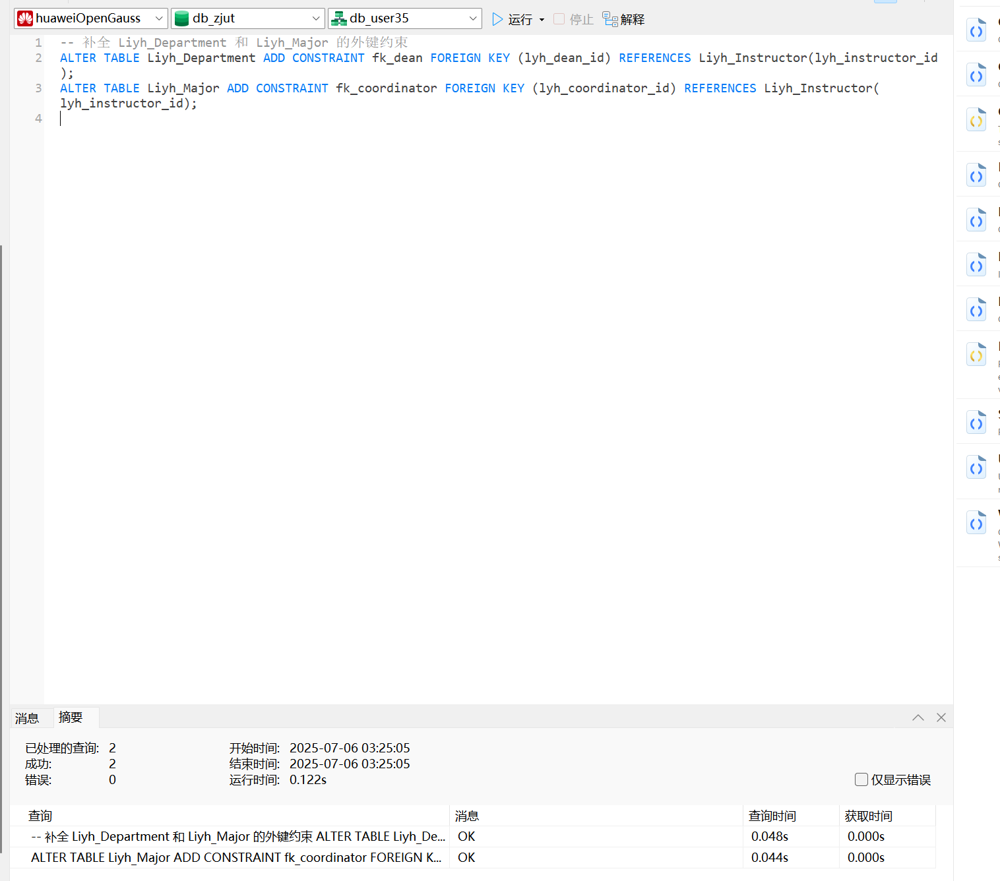 huaweiOpenGauss db_zjut db_user35 运行 停止 解释
1 -- 补全 Liyh_Department 和 Liyh_Major 的外键约束
2 ALTER TABLE Liyh_Department ADD CONSTRAINT fk_dean FOREIGN KEY (lyh_dean_id) REFERENCES Liyh_Instructor(lyh_instructor_id
);
3 ALTER TABLE Liyh_Major ADD CONSTRAINT fk_coordinator FOREIGN KEY (lyh_coordinator_id) REFERENCES Liyh_Instructor(
lyh_instructor_id);
4
消息 摘要
已处理的查询: 2 开始时间: 2025-07-06 03:25:05
成功: 2 结束时间: 2025-07-06 03:25:05
错误: 0 运行时间: 0.122s 仅显示错误
查询 消息 查询时间 获取时间
-- 补全 Liyh_Department 和 Liyh_Major 的外键约束 ALTER TABLE Liyh_De... OK 0.048s 0.000s
ALTER TABLE Liyh_Major ADD CONSTRAINT fk_coordinator FOREIGN K... OK 0.044s 0.000s